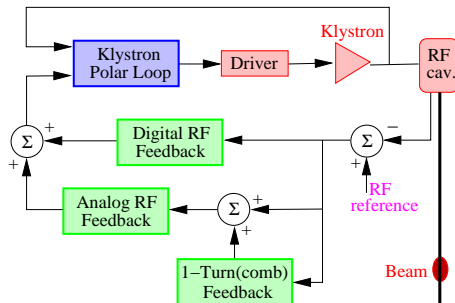 Klystron
Klystron
Polar Loop
Driver
RF
cav.
Σ
+
+
Digital RF
Feedback
Σ
−
+
RF
reference
Analog RF
Feedback
Σ
+
+
1−Turn(comb)
Feedback
Beam